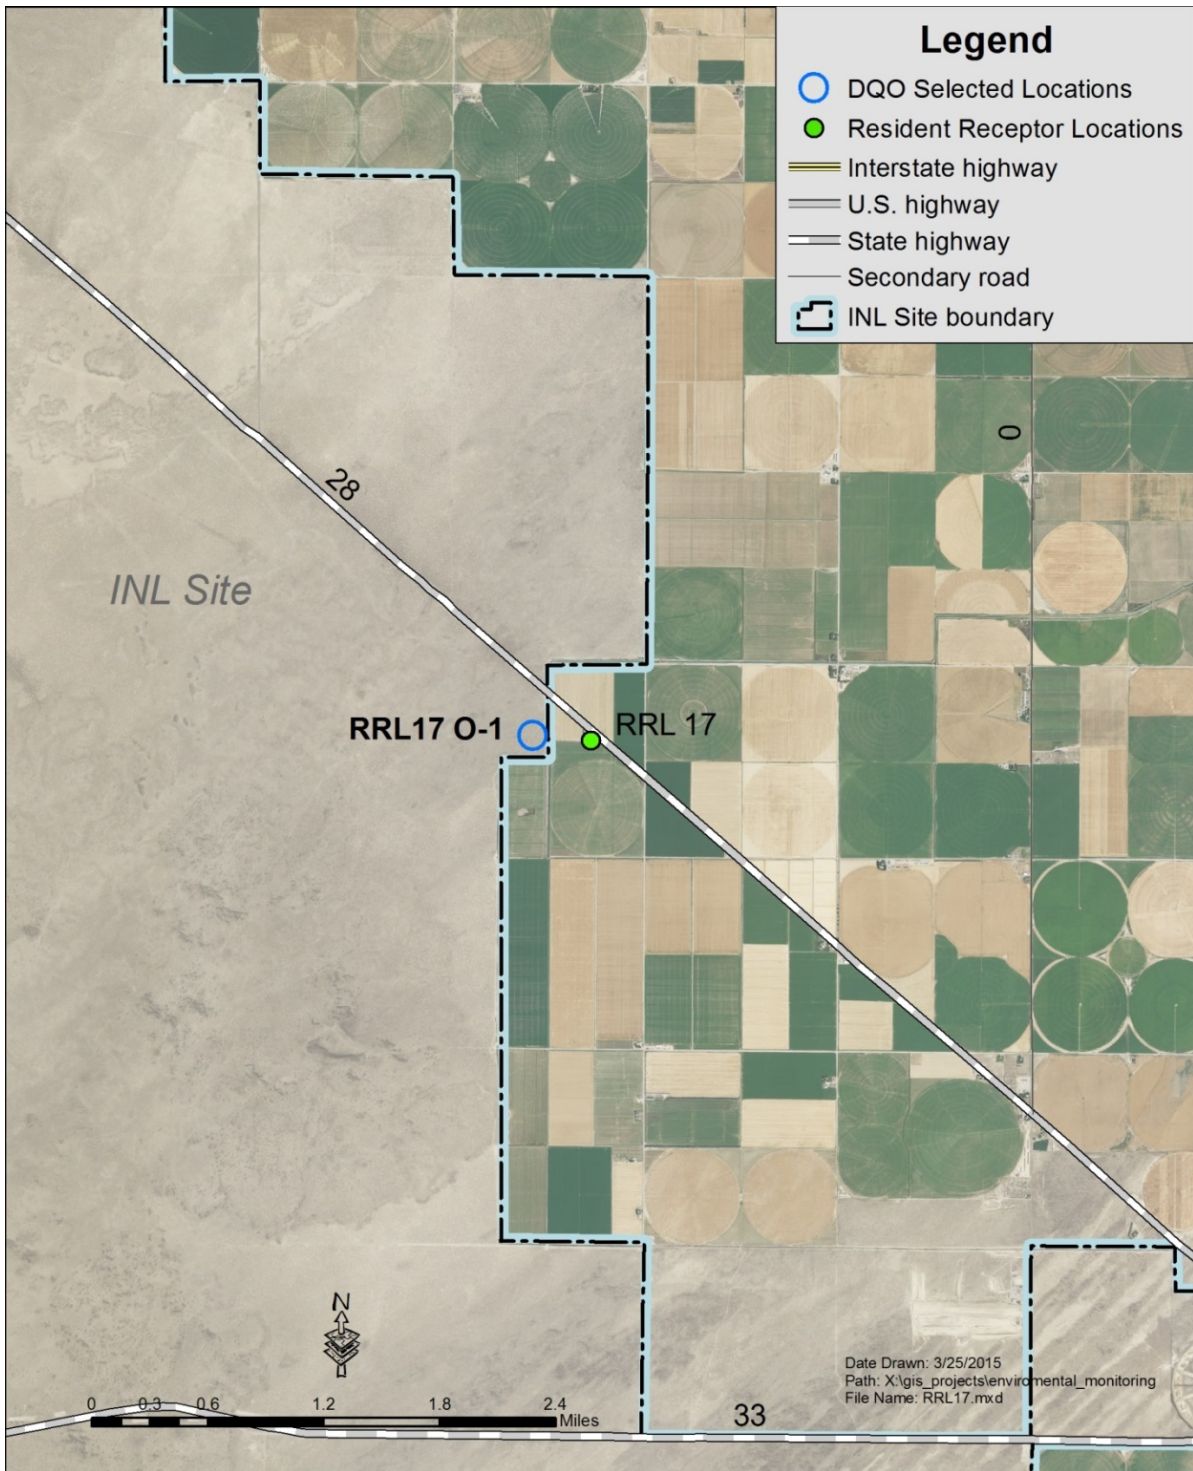 Legend
DQO Selected Locations
Resident Receptor Locations
Interstate highway
U.S. highway
State highway
Secondary road
INL Site boundary
0
28
INL Site
RRL17 O-1
RRL 17
N
Date Drawn: 3/25/2015
Path: X:\gis_projects\enviromental_monitoring
File Name: RRL17.mxd
0 0.3 0.6 1.2 1.8 2.4
Miles
33